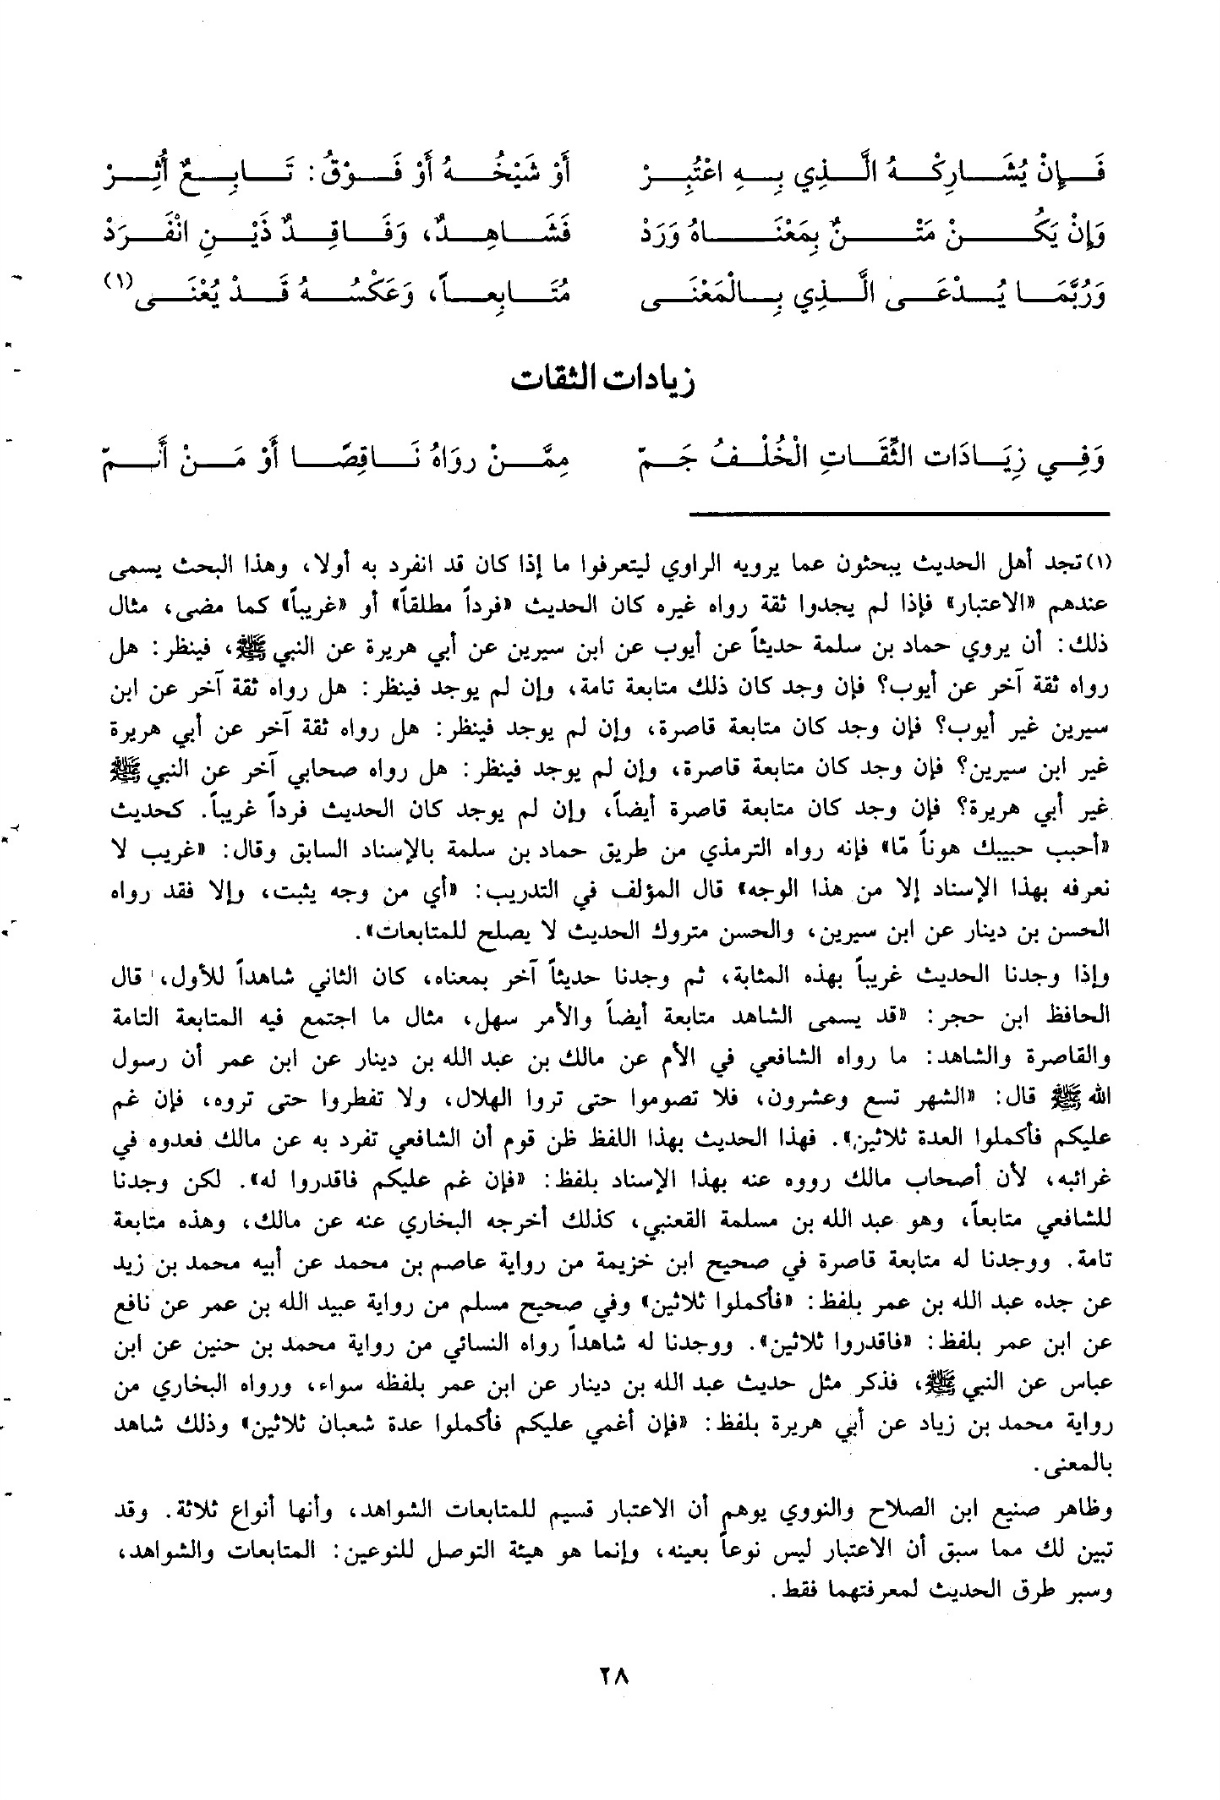 فَإِنْ يُشَارِكْهُ الَّذِي بِهِ اعْتُبِرْ أَوْ شَيْخُهُ أَوْ فَوْقُ: تَابِعٌ أُثِرْ
وَإِنْ يَكُنْ مَتْنٌ بِمَعْنَاهُ وَرَدْ فَشَاهِدٌ، وَفَاقِدٌ ذَيْنِ انْفَرَدْ
وَرُبَّمَا يُدْعَى الَّذِي بِالْمَعْنَى مُتَابِعاً، وَعَكْسُهُ قَدْ يُعْنَى (١)
زيادات الثقات
وَفِي زِيَادَات الثِّقَاتِ الْخُلْفُ جَمّ مِمَّنْ روَاهُ نَاقِصًا أَوْ مَنْ أَتَمّ
(١) تجد أهل الحديث يبحثون عما يرويه الراوي ليتعرفوا ما إذا كان قد انفرد به أولا، وهذا البحث يسمى
عندهم «الاعتبار» فإذا لم يجدوا ثقة رواه غيره كان الحديث «فرداً مطلقاً» أو «غريباً» كما مضى، مثال
ذلك: أن يروي حماد بن سلمة حديثاً عن أيوب عن ابن سيرين عن أبي هريرة عن النبي ﷺ، فينظر: هل
رواه ثقة آخر عن أيوب؟ فإن وجد كان ذلك متابعة تامة، وإن لم يوجد فينظر: هل رواه ثقة آخر عن ابن
سيرين غير أيوب؟ فإن وجد كان متابعة قاصرة، وإن لم يوجد فينظر: هل رواه ثقة آخر عن أبي هريرة
غير ابن سيرين؟ فإن وجد كان متابعة قاصرة، وإن لم يوجد فينظر: هل رواه صحابي آخر عن النبي ﷺ
غير أبي هريرة؟ فإن وجد كان متابعة قاصرة أيضاً، وإن لم يوجد كان الحديث فرداً غريباً. كحديث
«أحبب حبيبك هوناً مّا» فإنه رواه الترمذي من طريق حماد بن سلمة بالإسناد السابق وقال: «غريب لا
نعرفه بهذا الإسناد إلا من هذا الوجه» قال المؤلف في التدريب: «أي من وجه يثبت، وإلا فقد رواه
الحسن بن دينار عن ابن سيرين، والحسن متروك الحديث لا يصلح للمتابعات».
وإذا وجدنا الحديث غريباً بهذه المثابة، ثم وجدنا حديثاً آخر بمعناه، كان الثاني شاهداً للأول، قال
الحافظ ابن حجر: «قد يسمى الشاهد متابعة أيضاً والأمر سهل، مثال ما اجتمع فيه المتابعة التامة
والقاصرة والشاهد: ما رواه الشافعي في الأم عن مالك بن عبد الله بن دينار عن ابن عمر أن رسول
الله ﷺ قال: «الشهر تسع وعشرون، فلا تصوموا حتى تروا الهلال، ولا تفطروا حتى تروه، فإن غم
عليكم فأكملوا العدة ثلاثين». فهذا الحديث بهذا اللفظ ظن قوم أن الشافعي تفرد به عن مالك فعدوه في
غرائبه، لأن أصحاب مالك رووه عنه بهذا الإسناد بلفظ: «فإن غم عليكم فاقدروا له». لكن وجدنا
للشافعي متابعاً، وهو عبد الله بن مسلمة القعنبي، كذلك أخرجه البخاري عنه عن مالك، وهذه متابعة
تامة. ووجدنا له متابعة قاصرة في صحيح ابن خزيمة من رواية عاصم بن محمد عن أبيه محمد بن زيد
عن جده عبد الله بن عمر بلفظ: «فأكملوا ثلاثين» وفي صحيح مسلم من رواية عبيد الله بن عمر عن نافع
عن ابن عمر بلفظ: «فاقدروا ثلاثين». ووجدنا له شاهداً رواه النسائي من رواية محمد بن حنين عن ابن
عباس عن النبي ﷺ، فذكر مثل حديث عبد الله بن دينار عن ابن عمر بلفظه سواء، ورواه البخاري من
رواية محمد بن زياد عن أبي هريرة بلفظ: «فإن أغمي عليكم فأكملوا عدة شعبان ثلاثين» وذلك شاهد
بالمعنى.
وظاهر صنيع ابن الصلاح والنووي يوهم أن الاعتبار قسيم للمتابعات الشواهد، وأنها أنواع ثلاثة. وقد
تبين لك مما سبق أن الاعتبار ليس نوعاً بعينه، وإنما هو هيئة التوصل للنوعين: المتابعات والشواهد،
وسبر طرق الحديث لمعرفتهما فقط.
٢٨